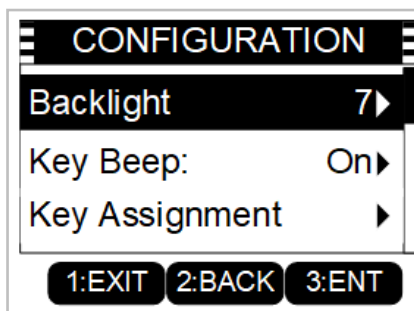 CONFIGURATION
Backlight 7
Key Beep: On
Key Assignment
1:EXIT 2:BACK 3:ENT